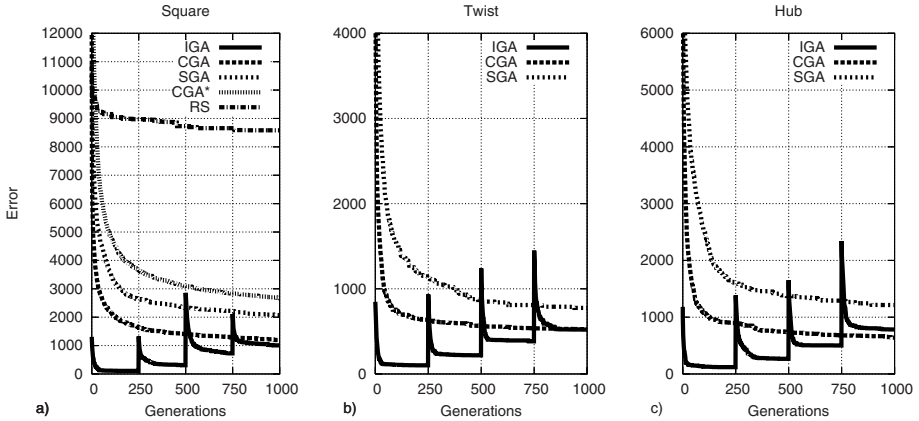 Square
Twist
Hub
Error
12000
11000
10000
9000
8000
7000
6000
5000
4000
3000
2000
1000
0
IGA
CGA
SGA
CGA*
RS
0 250 500 750 1000
a) Generations
4000
3000
2000
1000
0
IGA
CGA
SGA
0 250 500 750 1000
b) Generations
6000
5000
4000
3000
2000
1000
0
IGA
CGA
SGA
0 250 500 750 1000
c) Generations